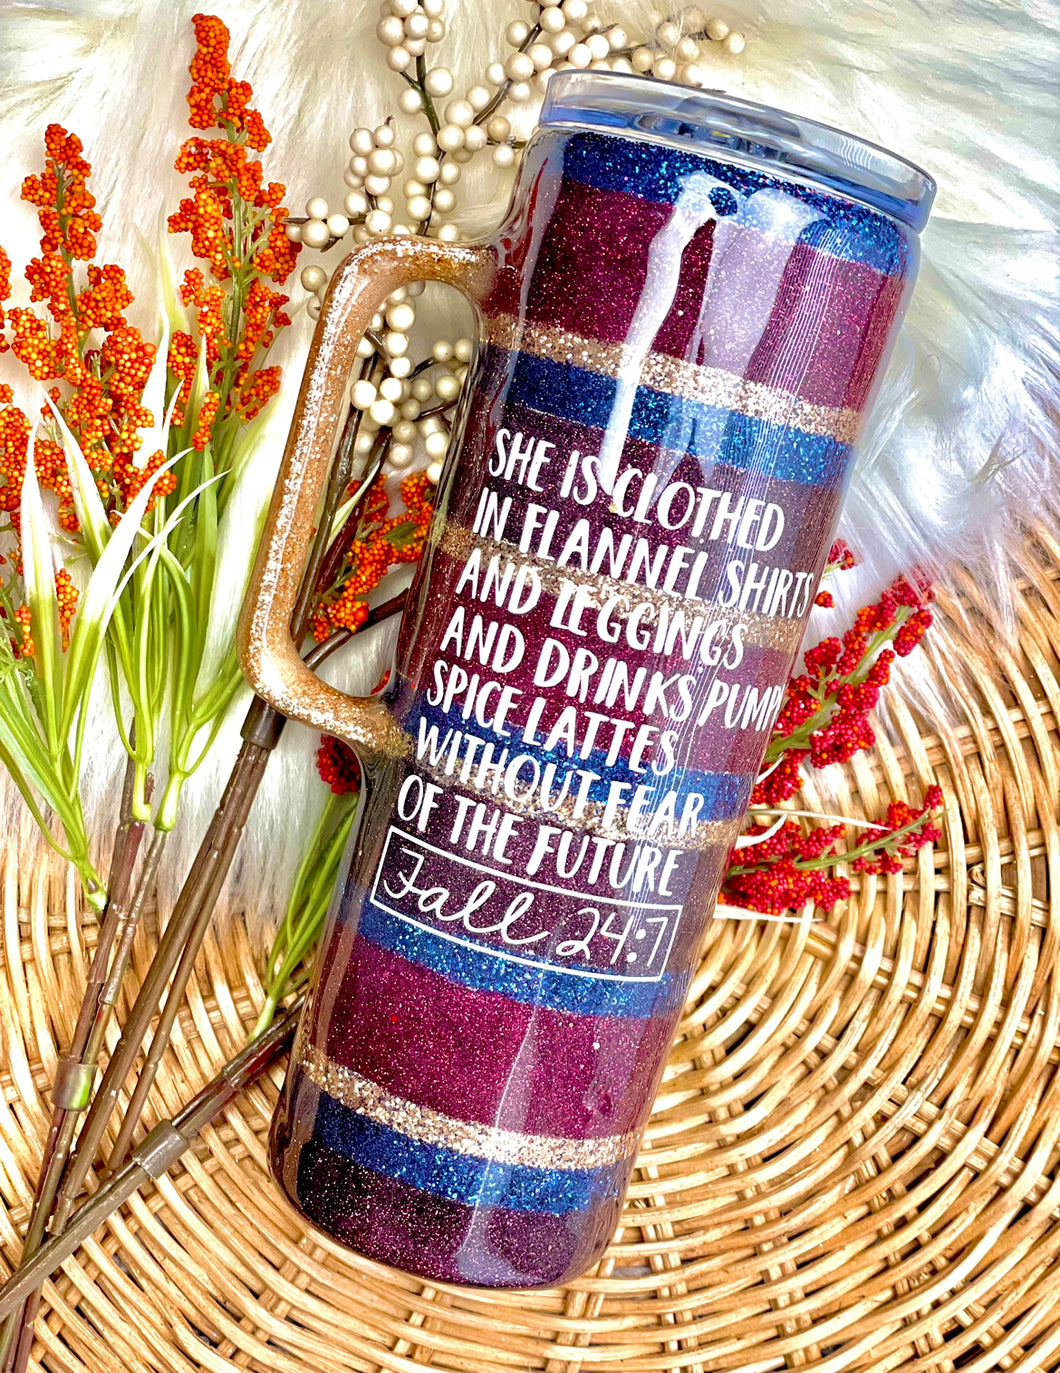 SHE IS CLOTHED
IN FLANNEL SHIRTS
AND LEGGINGS
AND DRINKS PUMP
SPICE LATTES
WITHOUT FEAR
OF THE FUTURE
Fall 24:7